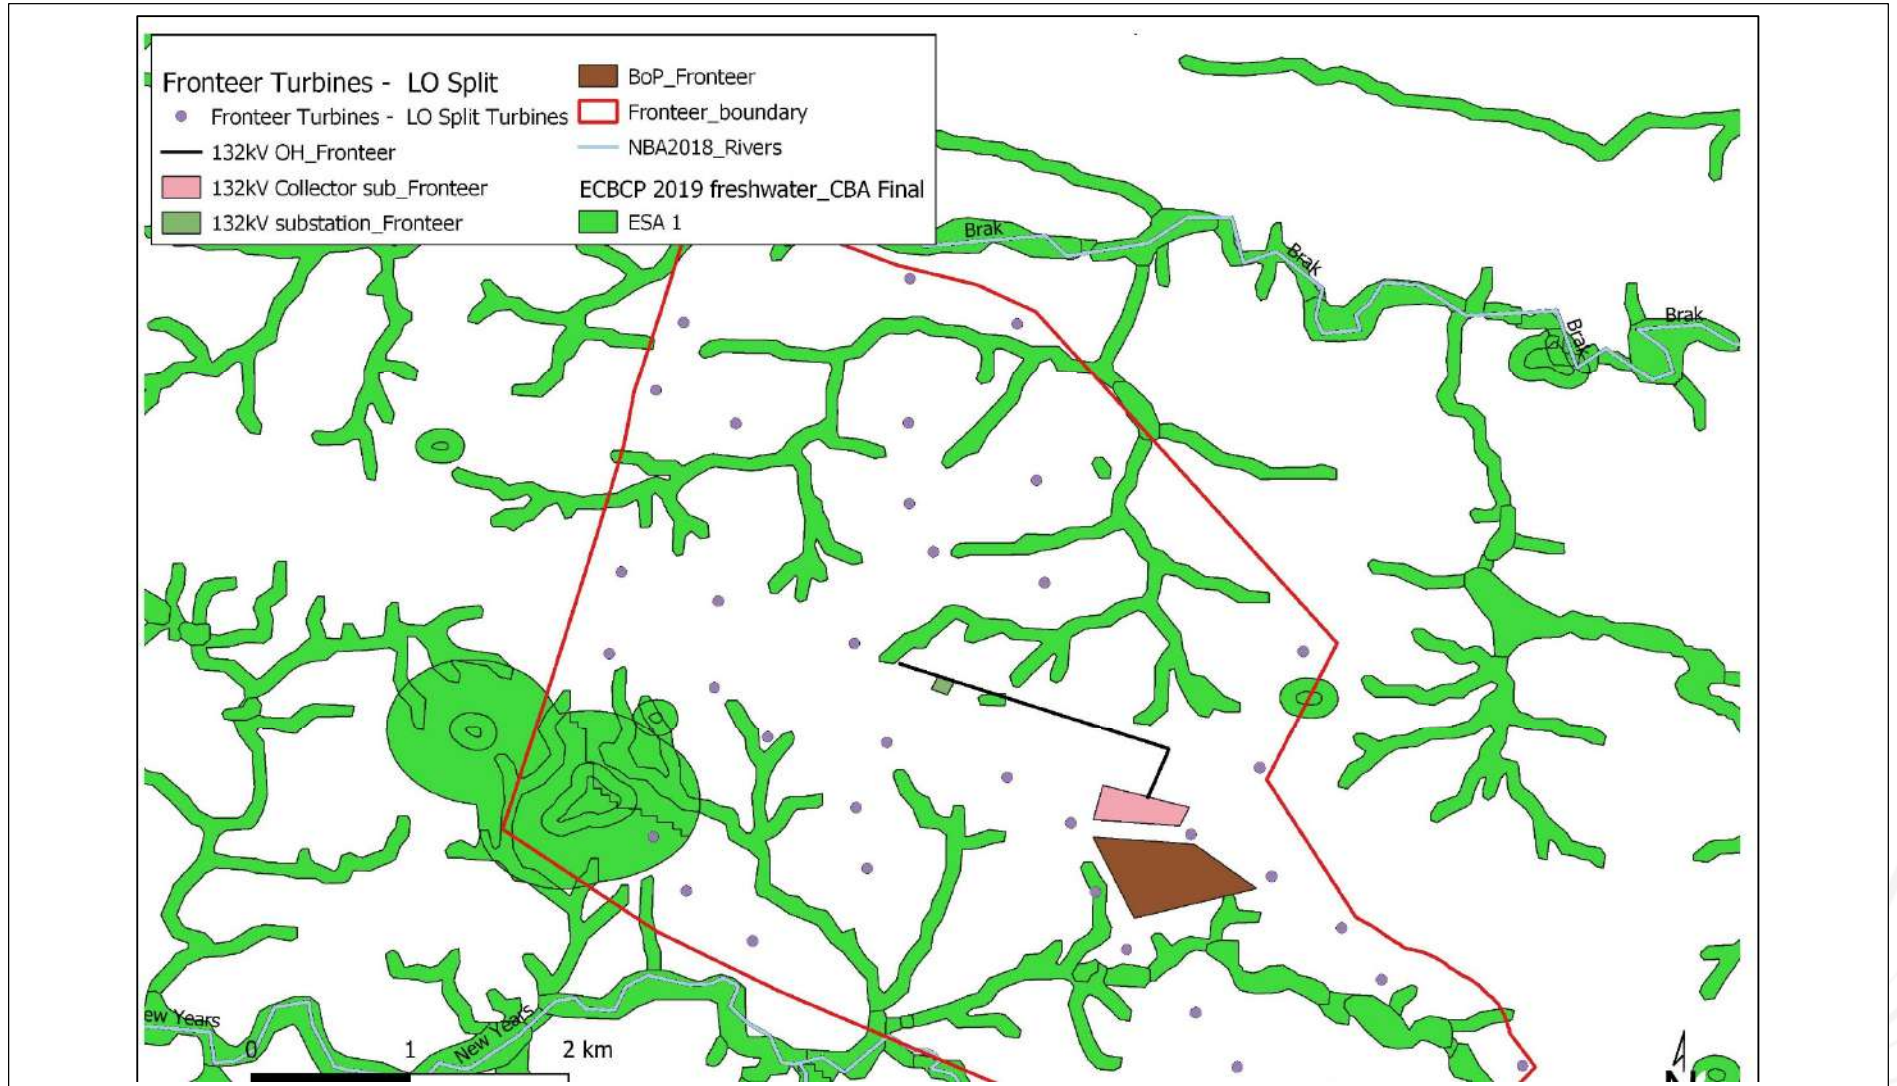 Fronteer Turbines - LO Split
Fronteer Turbines - LO Split Turbines
132kV OH_Fronteer
132kV Collector sub_Fronteer
132kV substation_Fronteer
BoP_Fronteer
Fronteer_boundary
NBA2018_Rivers
ECBCP 2019 freshwater_CBA Final
ESA 1
Brak
Brak
Brak
Brak
ew Years
New Years
0 1 2 km
N